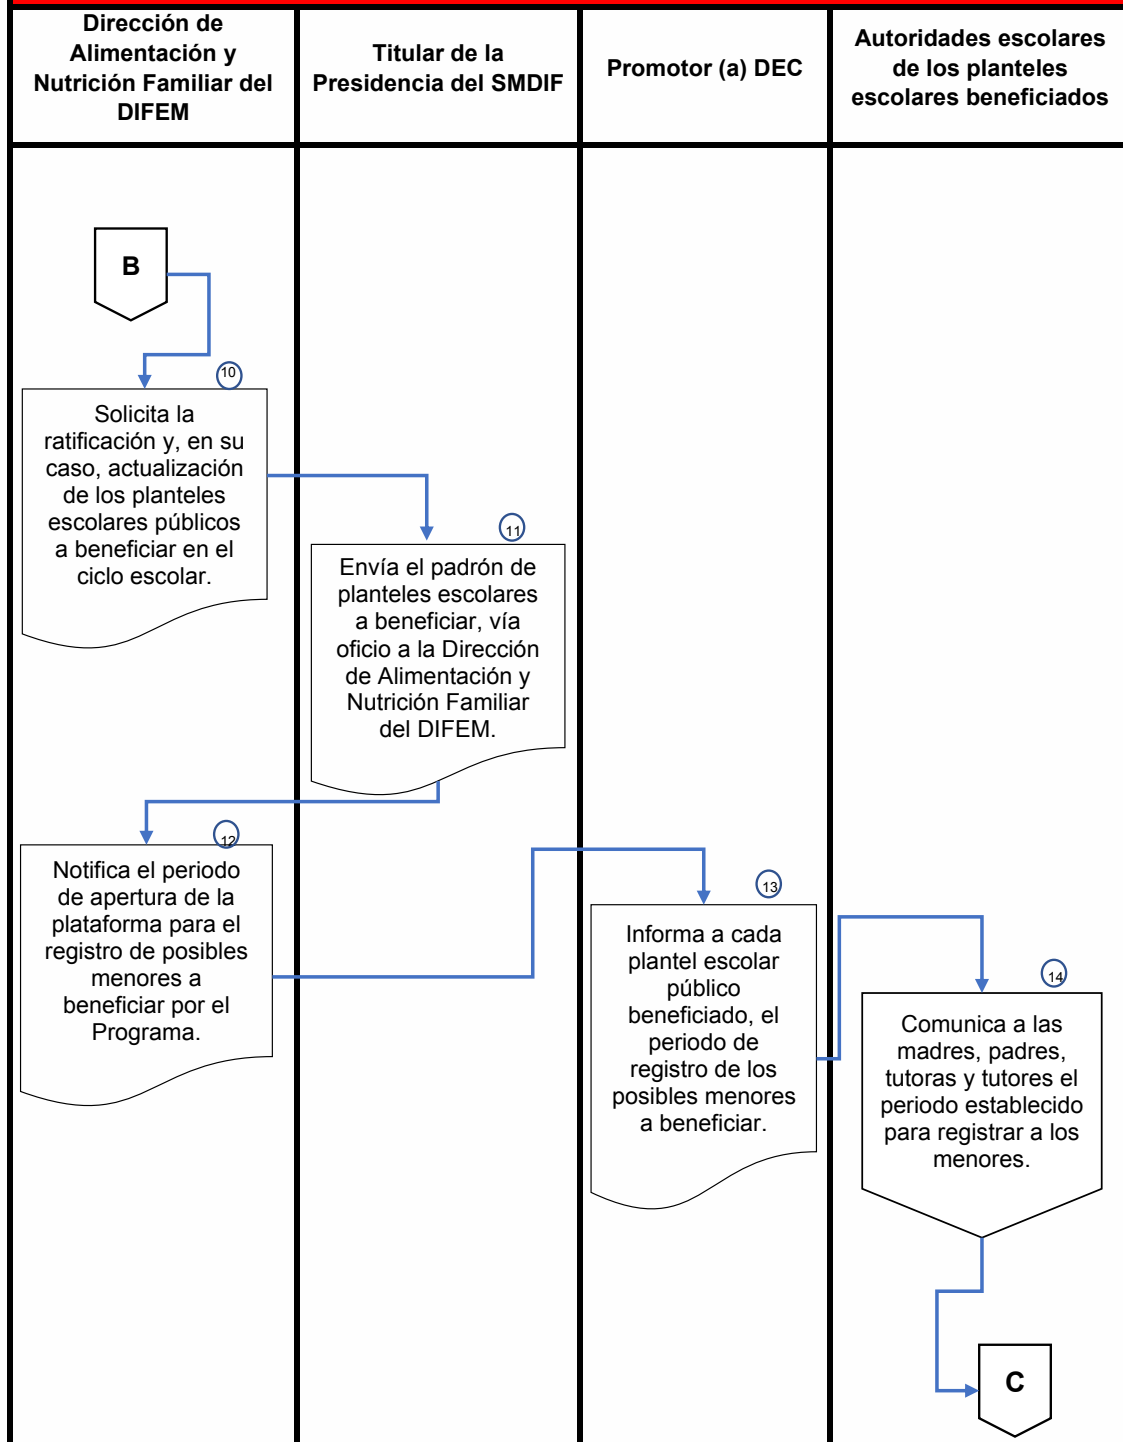 Dirección de
Alimentación y
Nutrición Familiar del
DIFEM
Titular de la
Presidencia del SMDIF
Promotor (a) DEC
Autoridades escolares
de los planteles
escolares beneficiados
B
10
Solicita la
ratificación y, en su
caso, actualización
de los planteles
escolares públicos
a beneficiar en el
ciclo escolar.
11
Envía el padrón de
planteles escolares
a beneficiar, vía
oficio a la Dirección
de Alimentación y
Nutrición Familiar
del DIFEM.
12
Notifica el periodo
de apertura de la
plataforma para el
registro de posibles
menores a
beneficiar por el
Programa.
13
Informa a cada
plantel escolar
público
beneficiado, el
periodo de
registro de los
posibles menores
a beneficiar.
14
Comunica a las
madres, padres,
tutoras y tutores el
periodo establecido
para registrar a los
menores.
C